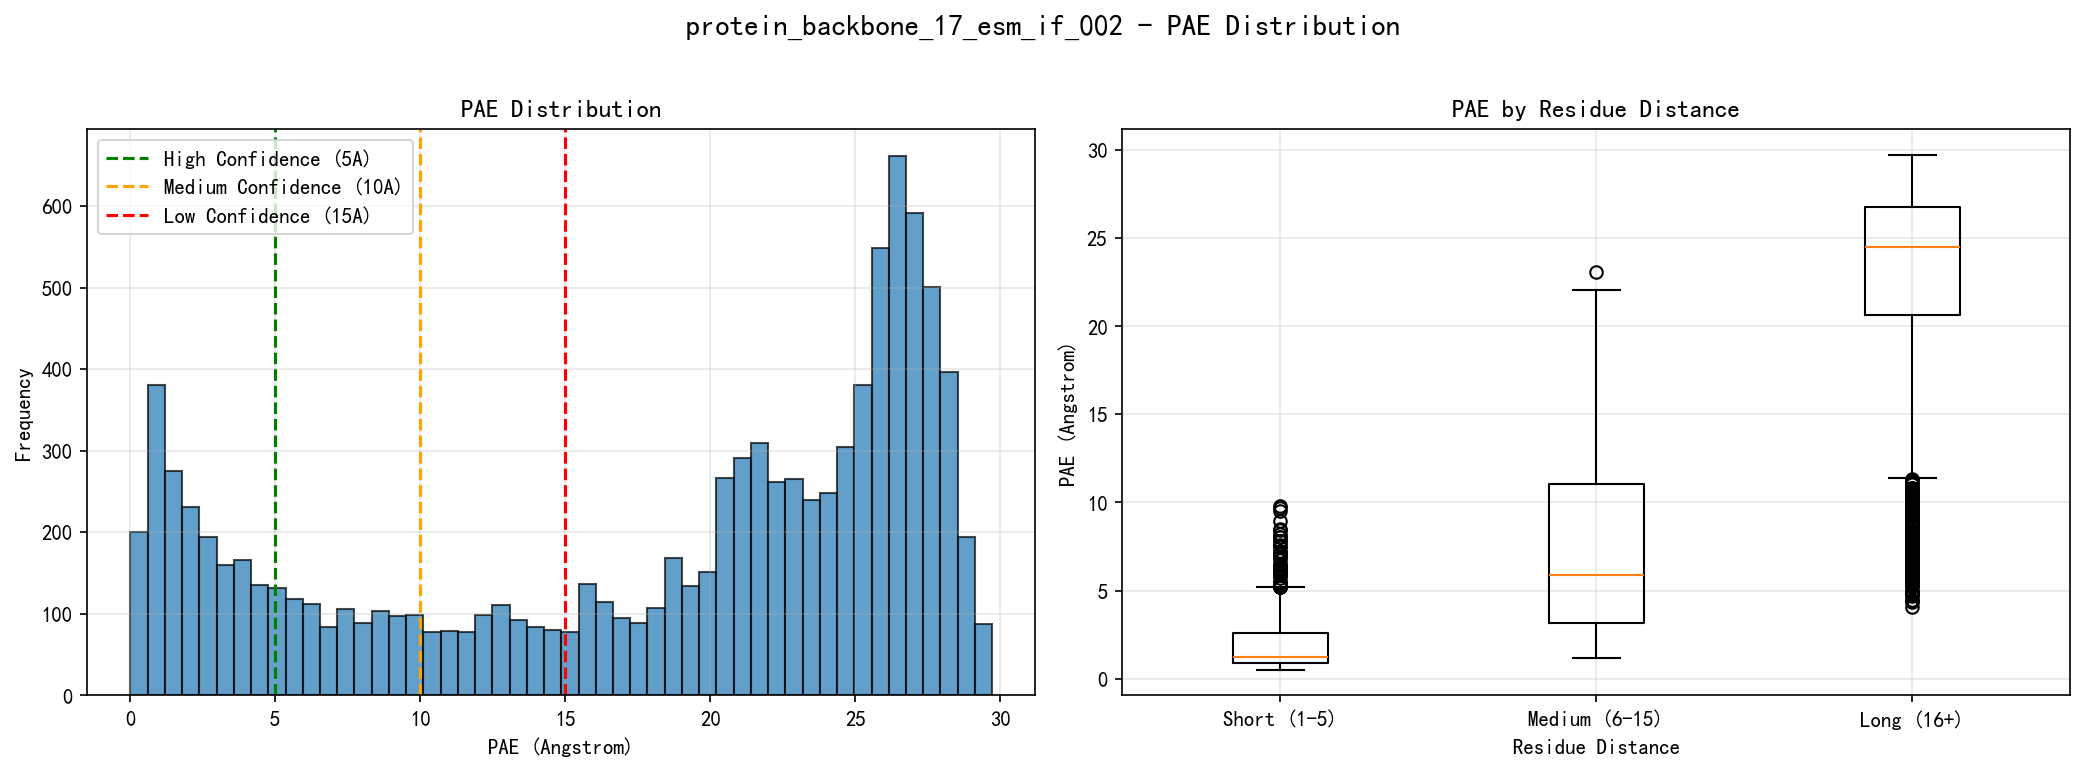 protein_backbone_17_esm_if_002 - PAE Distribution
PAE Distribution
High Confidence (5A)
Medium Confidence (10A)
Low Confidence (15A)
Frequency
600
500
400
300
200
100
0
0 5 10 15 20 25 30
PAE (Angstrom)
PAE by Residue Distance
PAE (Angstrom)
30
25
20
15
10
5
0
Short (1-5) Medium (6-15) Long (16+)
Residue Distance